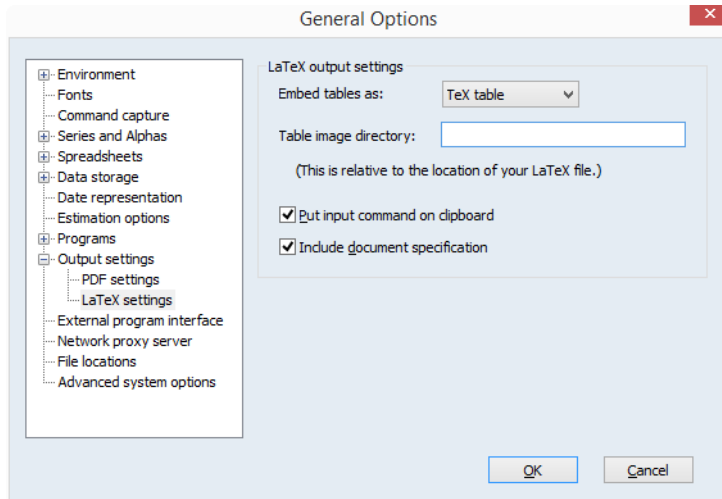 General Options
Environment
Fonts
Command capture
Series and Alphas
Spreadsheets
Data storage
Date representation
Estimation options
Programs
Output settings
PDF settings
LaTeX settings
External program interface
Network proxy server
File locations
Advanced system options
LaTeX output settings
Embed tables as: TeX table
Table image directory:
(This is relative to the location of your LaTeX file.)
Put input command on clipboard
Include document specification
OK Cancel